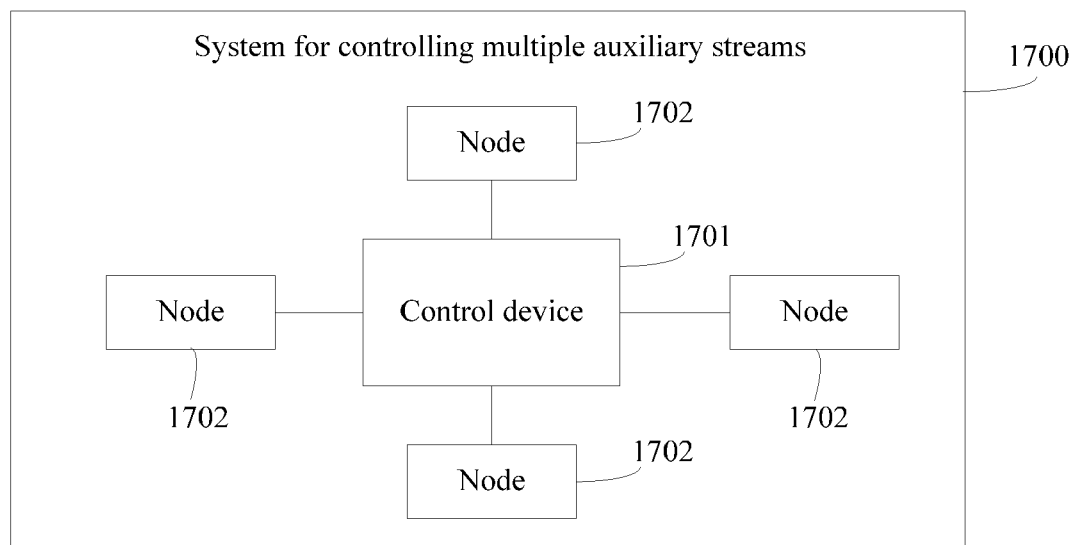 System for controlling multiple auxiliary streams
1700
1702
Node
1701
Node
Control device
Node
1702
1702
1702
Node